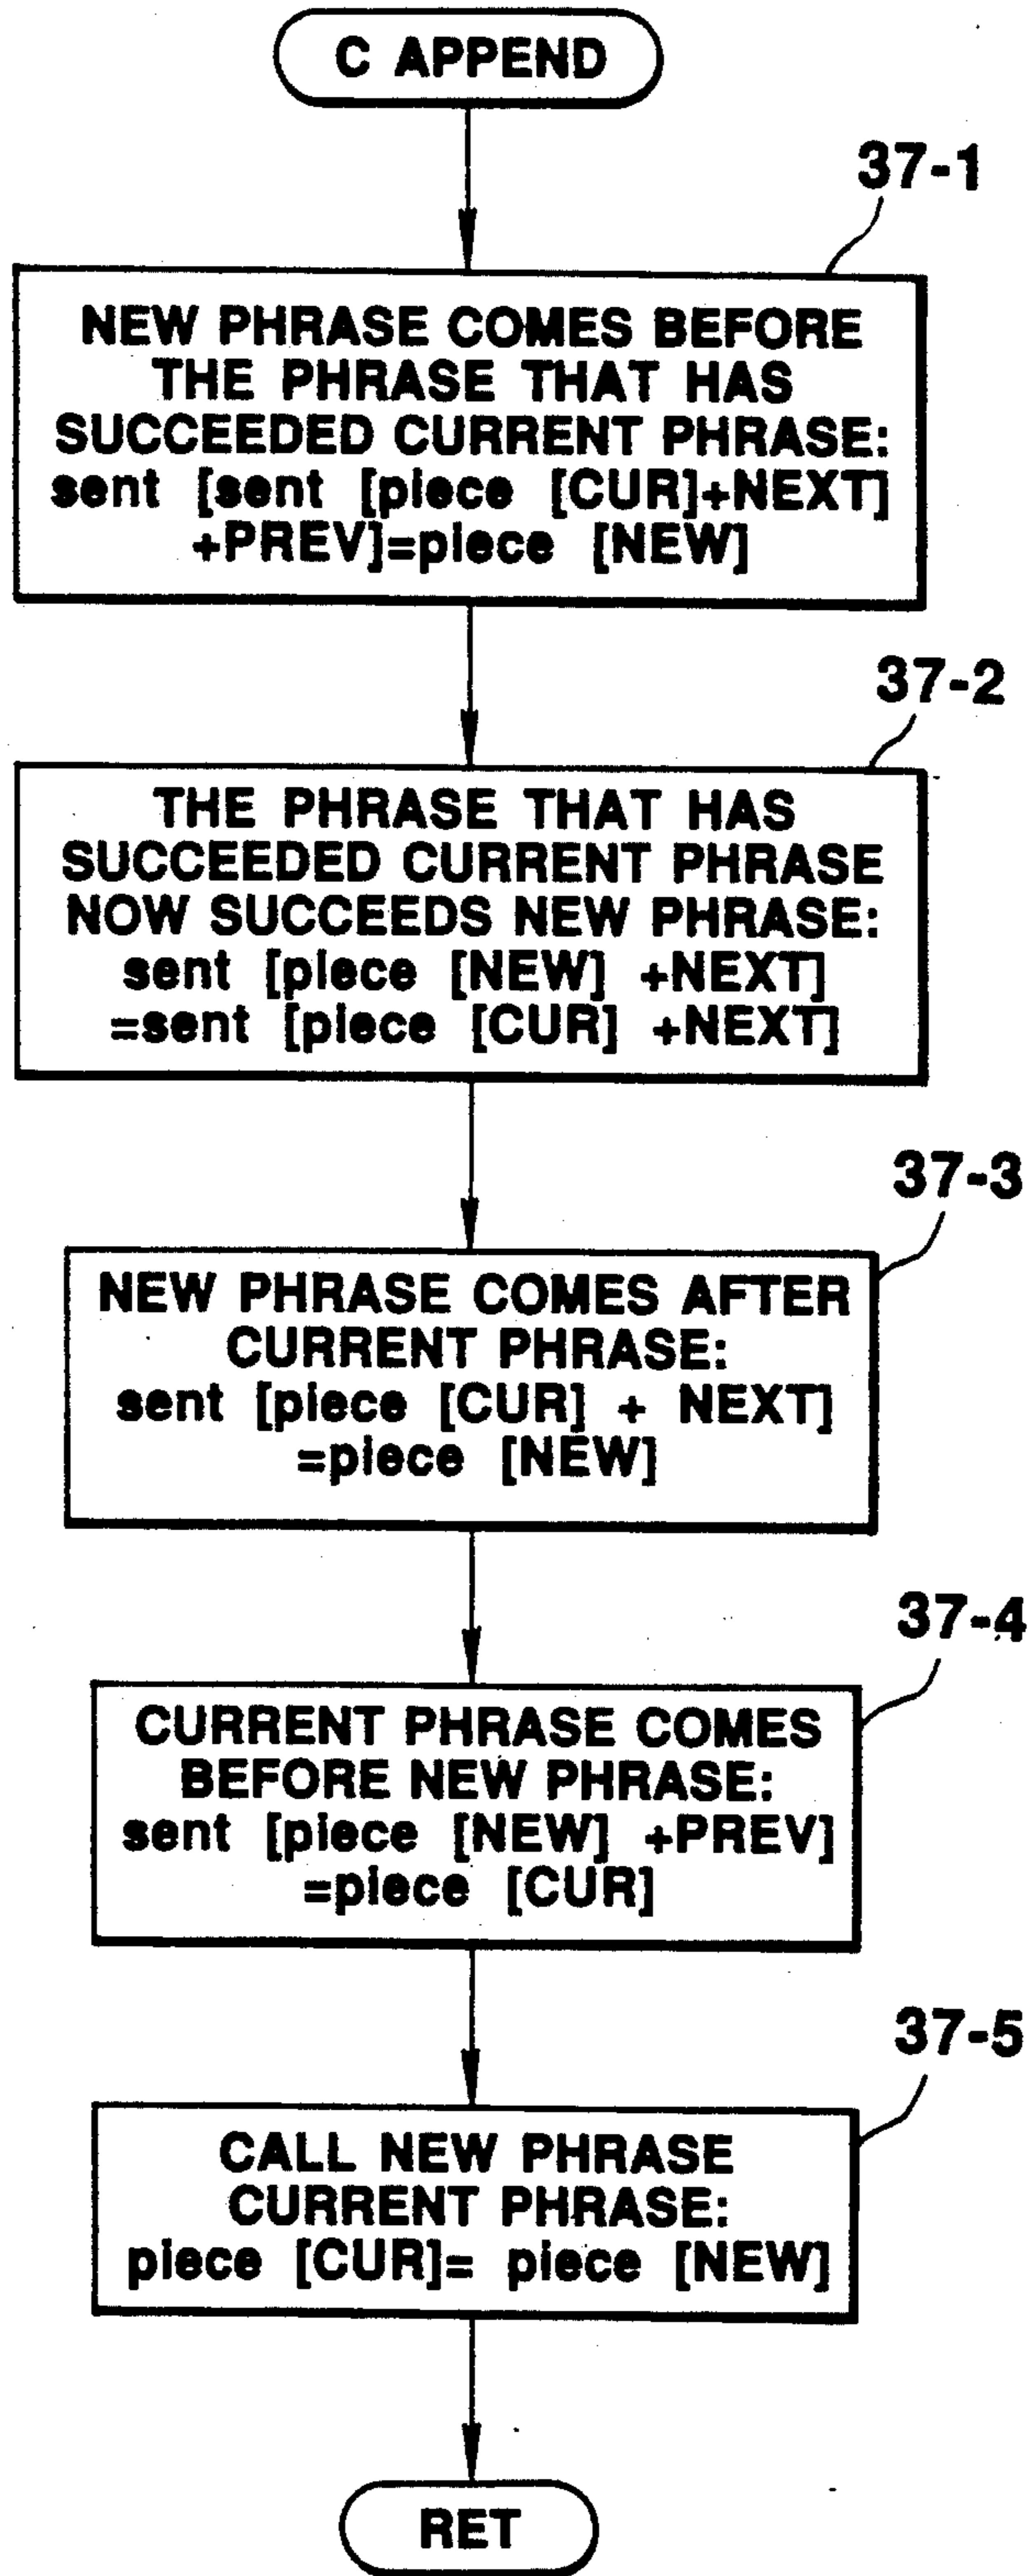 C APPEND
37-1
NEW PHRASE COMES BEFORE
THE PHRASE THAT HAS
SUCCEEDED CURRENT PHRASE:
sent [sent [piece [CUR]+NEXT]
+PREV]=piece [NEW]
37-2
THE PHRASE THAT HAS
SUCCEEDED CURRENT PHRASE
NOW SUCCEEDS NEW PHRASE:
sent [piece [NEW] +NEXT]
=sent [piece [CUR] +NEXT]
37-3
NEW PHRASE COMES AFTER
CURRENT PHRASE:
sent [piece [CUR] + NEXT]
=piece [NEW]
37-4
CURRENT PHRASE COMES
BEFORE NEW PHRASE:
sent [piece [NEW] +PREV]
=piece [CUR]
37-5
CALL NEW PHRASE
CURRENT PHRASE:
piece [CUR]= piece [NEW]
RET